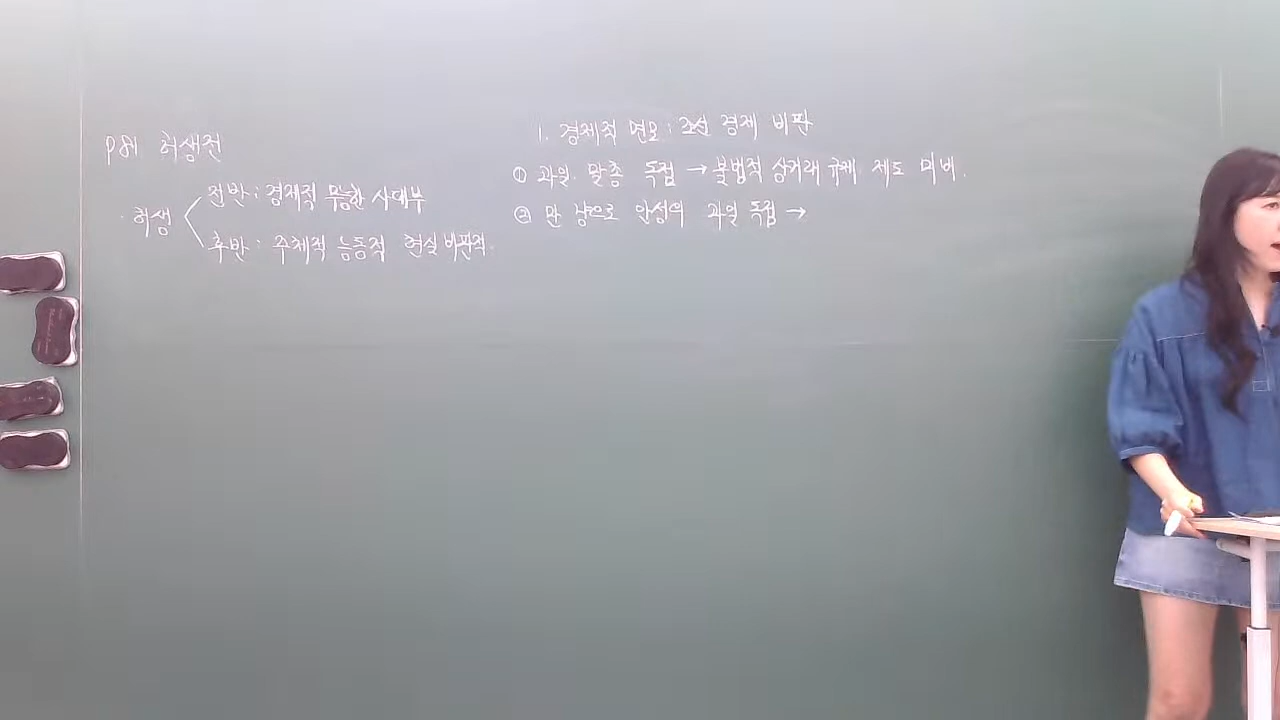 P81 허생전
· 허생
전반 : 경제적 무능한 사대부
후반 : 주체적 능동적 현실 비판적.
1. 경제적 면모 : 조선 경제 비판
① 과일. 말총 독점 → 불법적 상거래 규제 제도 미비.
② 만 냥으로 안성의 과일 독점 →